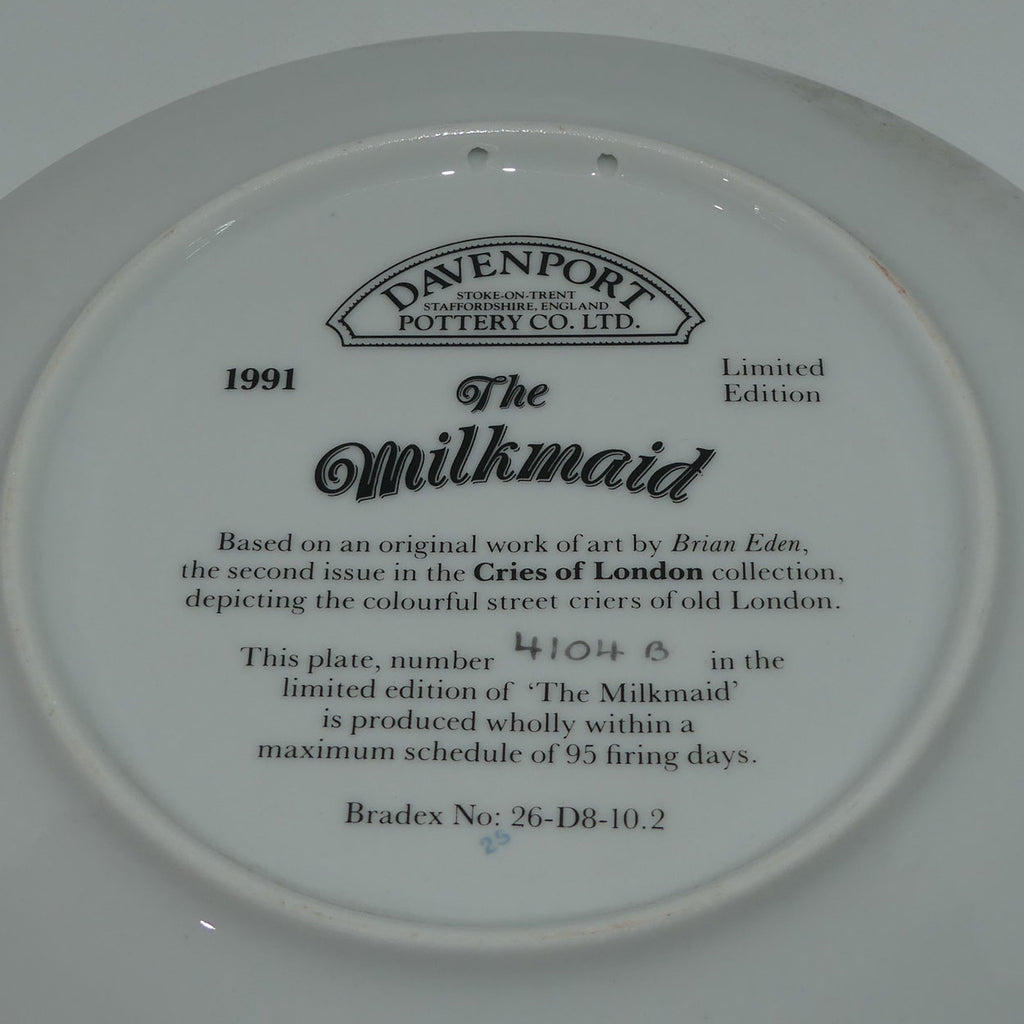 DAVENPORT
STOKE-ON-TRENT
STAFFORDSHIRE, ENGLAND
POTTERY CO. LTD.
1991
Limited
Edition
The
Milkmaid
Based on an original work of art by Brian Eden,
the second issue in the Cries of London collection,
depicting the colourful street criers of old London.
This plate, number 4104 B in the
limited edition of ‘The Milkmaid’
is produced wholly within a
maximum schedule of 95 firing days.
Bradex No: 26-D8-10.2
25